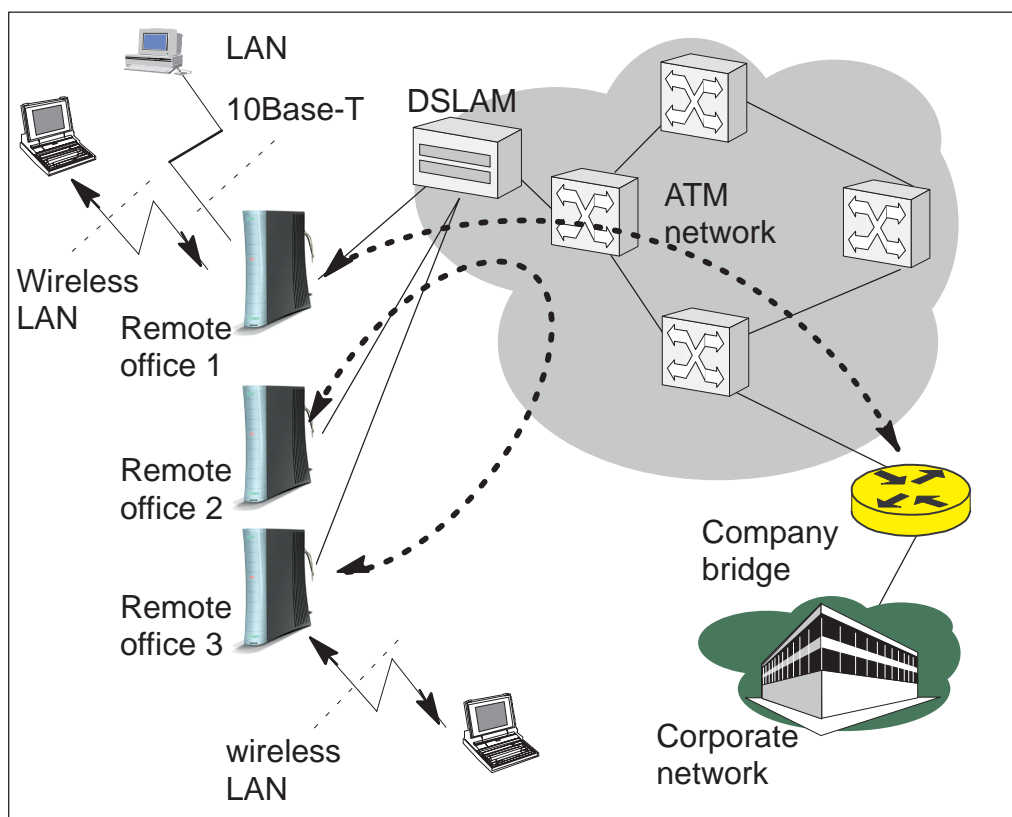 LAN
10Base-T
DSLAM
ATM
network
Wireless
LAN
Remote
office 1
Remote
office 2
Company
bridge
Remote
office 3
wireless
LAN
Corporate
network